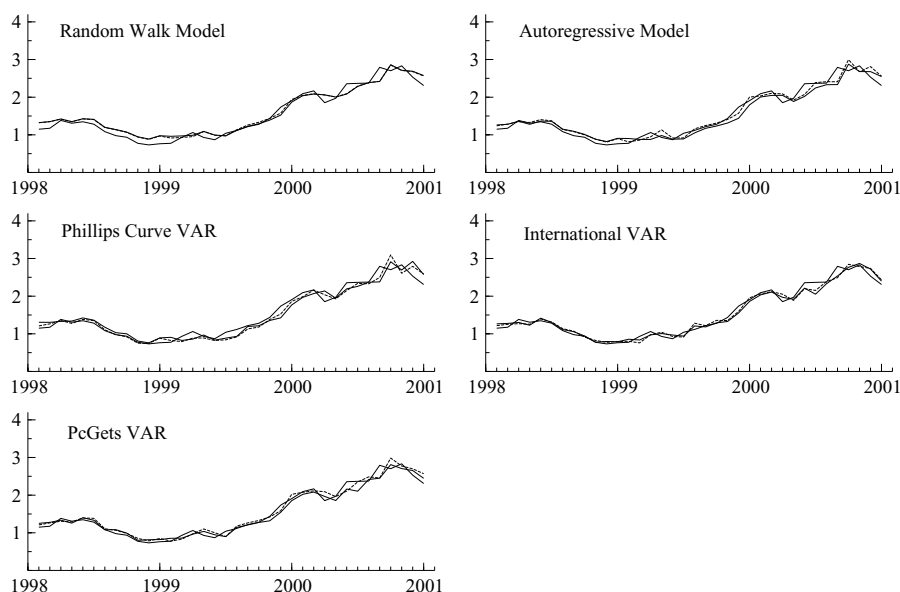 4
3
2
1
Random Walk Model
1998 1999 2000 2001
4
3
2
1
Autoregressive Model
1998 1999 2000 2001
4
3
2
1
Phillips Curve VAR
1998 1999 2000 2001
4
3
2
1
International VAR
1998 1999 2000 2001
4
3
2
1
PcGets VAR
1998 1999 2000 2001